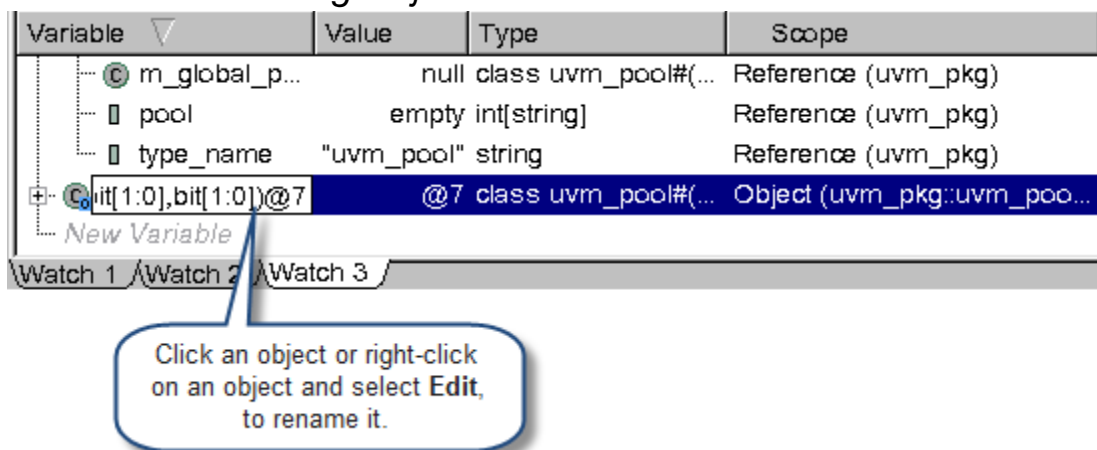 Variable Value Type Scope
m_global_p... null class uvm_pool#(... Reference (uvm_pkg)
pool empty int[string] Reference (uvm_pkg)
type_name "uvm_pool" string Reference (uvm_pkg)
it[1:0],bit[1:0])@7 @7 class uvm_pool#(... Object (uvm_pkg::uvm_poo...
New Variable
Watch 1 Watch 2 Watch 3
Click an object or right-click
on an object and select Edit,
to rename it.